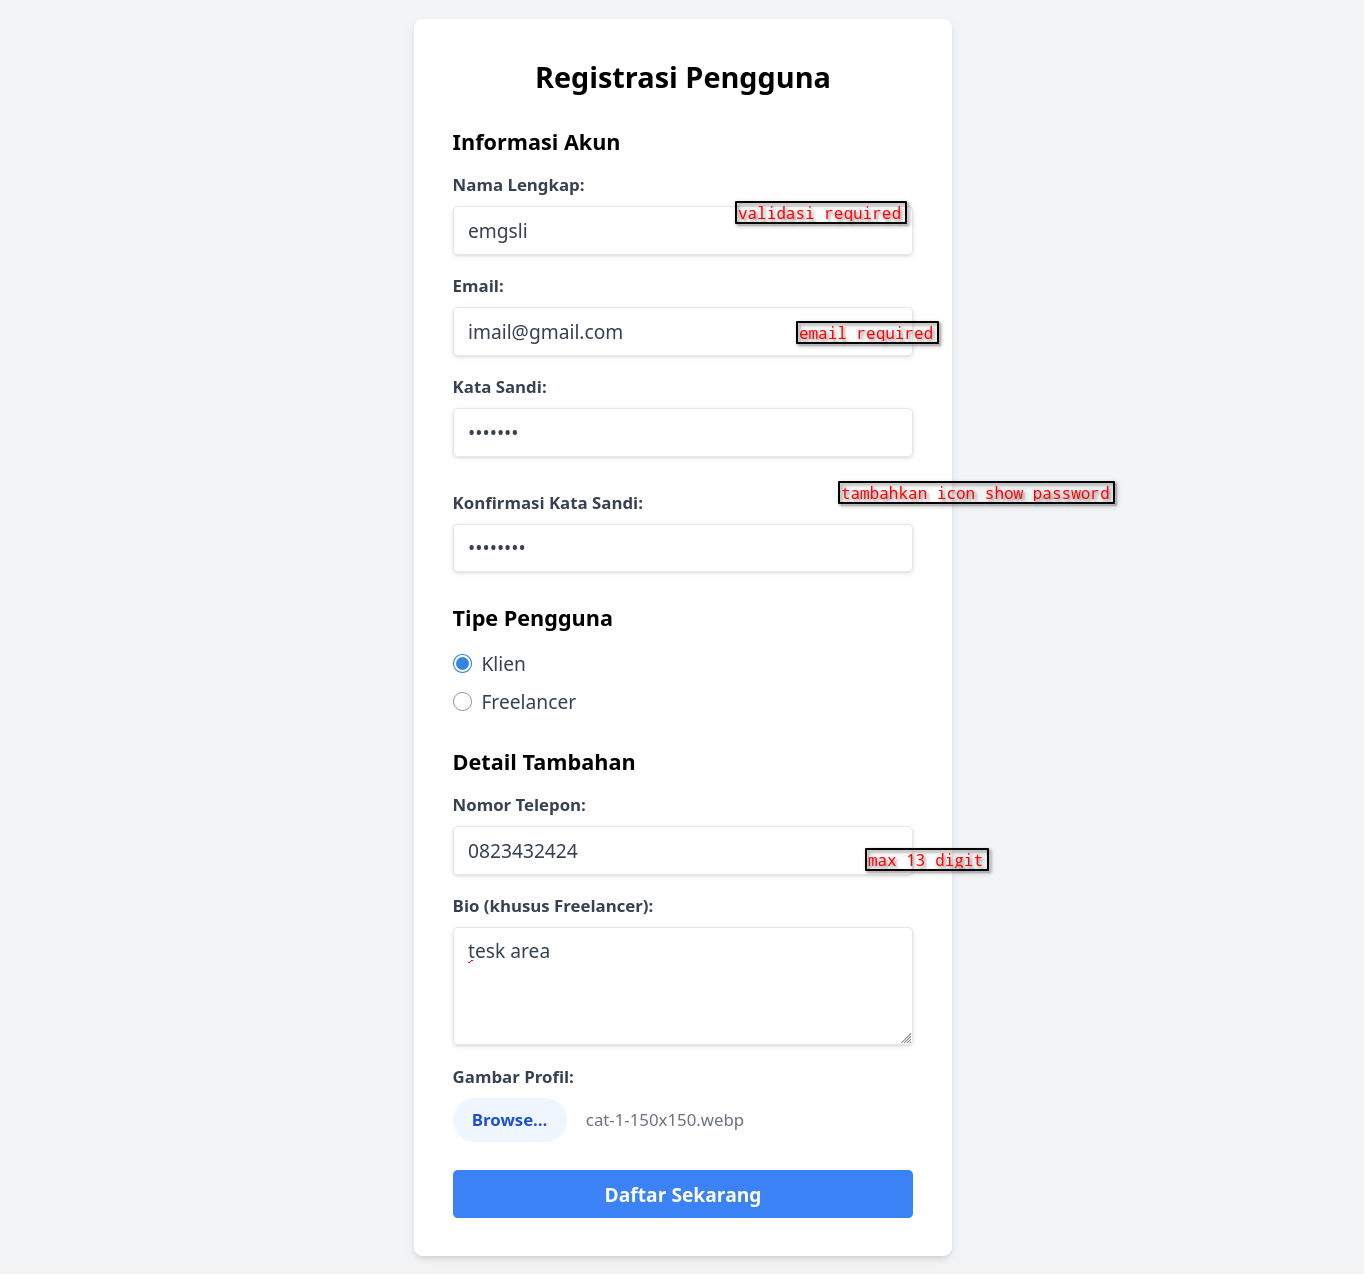 Registrasi Pengguna
Informasi Akun
Nama Lengkap:
validasi required
emgsli
Email:
imail@gmail.com
email required
Kata Sandi:
•••••••
tambahkan icon show password
Konfirmasi Kata Sandi:
••••••••
Tipe Pengguna
Klien
Freelancer
Detail Tambahan
Nomor Telepon:
0823432424
max 13 digit
Bio (khusus Freelancer):
tesk area
Gambar Profil:
Browse... cat-1-150x150.webp
Daftar Sekarang